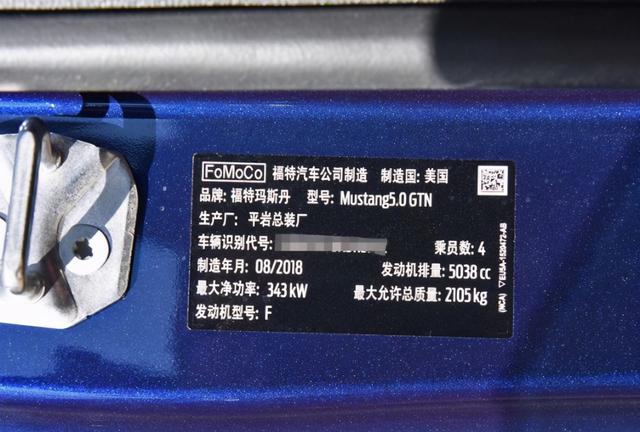 FoMoCo 福特汽车公司制造 制造国: 美国
品牌: 福特玛斯丹 型号: Mustang5.0 GTN
生产厂: 平岩总装厂
车辆识别代号: 乘员数: 4
制造年月: 08/2018 发动机排量: 5038 cc
最大净功率: 343 kW 最大允许总质量: 2105 kg
发动机型号: F
(NCA) ▽EU5A-1520472-AB